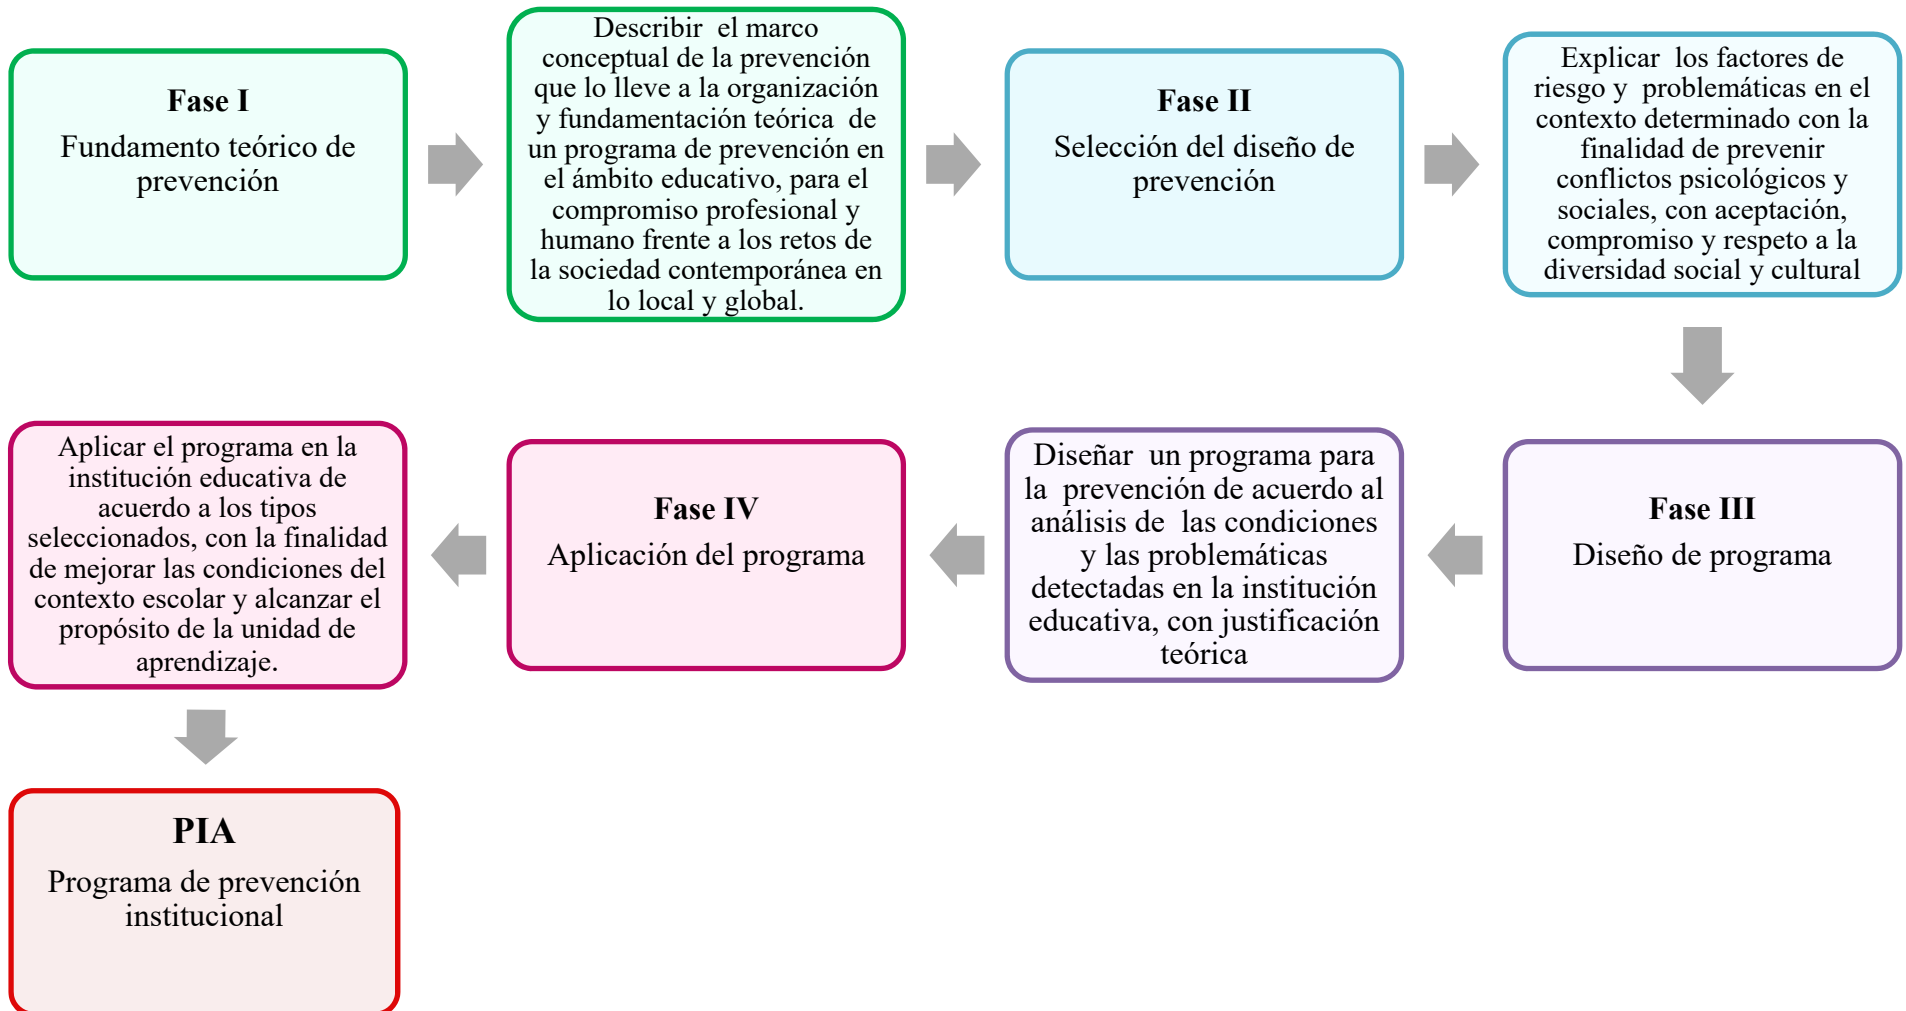 Fase I
Fundamento teórico de
prevención
Describir el marco
conceptual de la prevención
que lo lleve a la organización
y fundamentación teórica de
un programa de prevención en
el ámbito educativo, para el
compromiso profesional y
humano frente a los retos de
la sociedad contemporánea en
lo local y global.
Fase II
Selección del diseño de
prevención
Explicar los factores de
riesgo y problemáticas en el
contexto determinado con la
finalidad de prevenir
conflictos psicológicos y
sociales, con aceptación,
compromiso y respeto a la
diversidad social y cultural
Fase III
Diseño de programa
Diseñar un programa para
la prevención de acuerdo al
análisis de las condiciones
y las problemáticas
detectadas en la institución
educativa, con justificación
teórica
Fase IV
Aplicación del programa
Aplicar el programa en la
institución educativa de
acuerdo a los tipos
seleccionados, con la finalidad
de mejorar las condiciones del
contexto escolar y alcanzar el
propósito de la unidad de
aprendizaje.
PIA
Programa de prevención
institucional